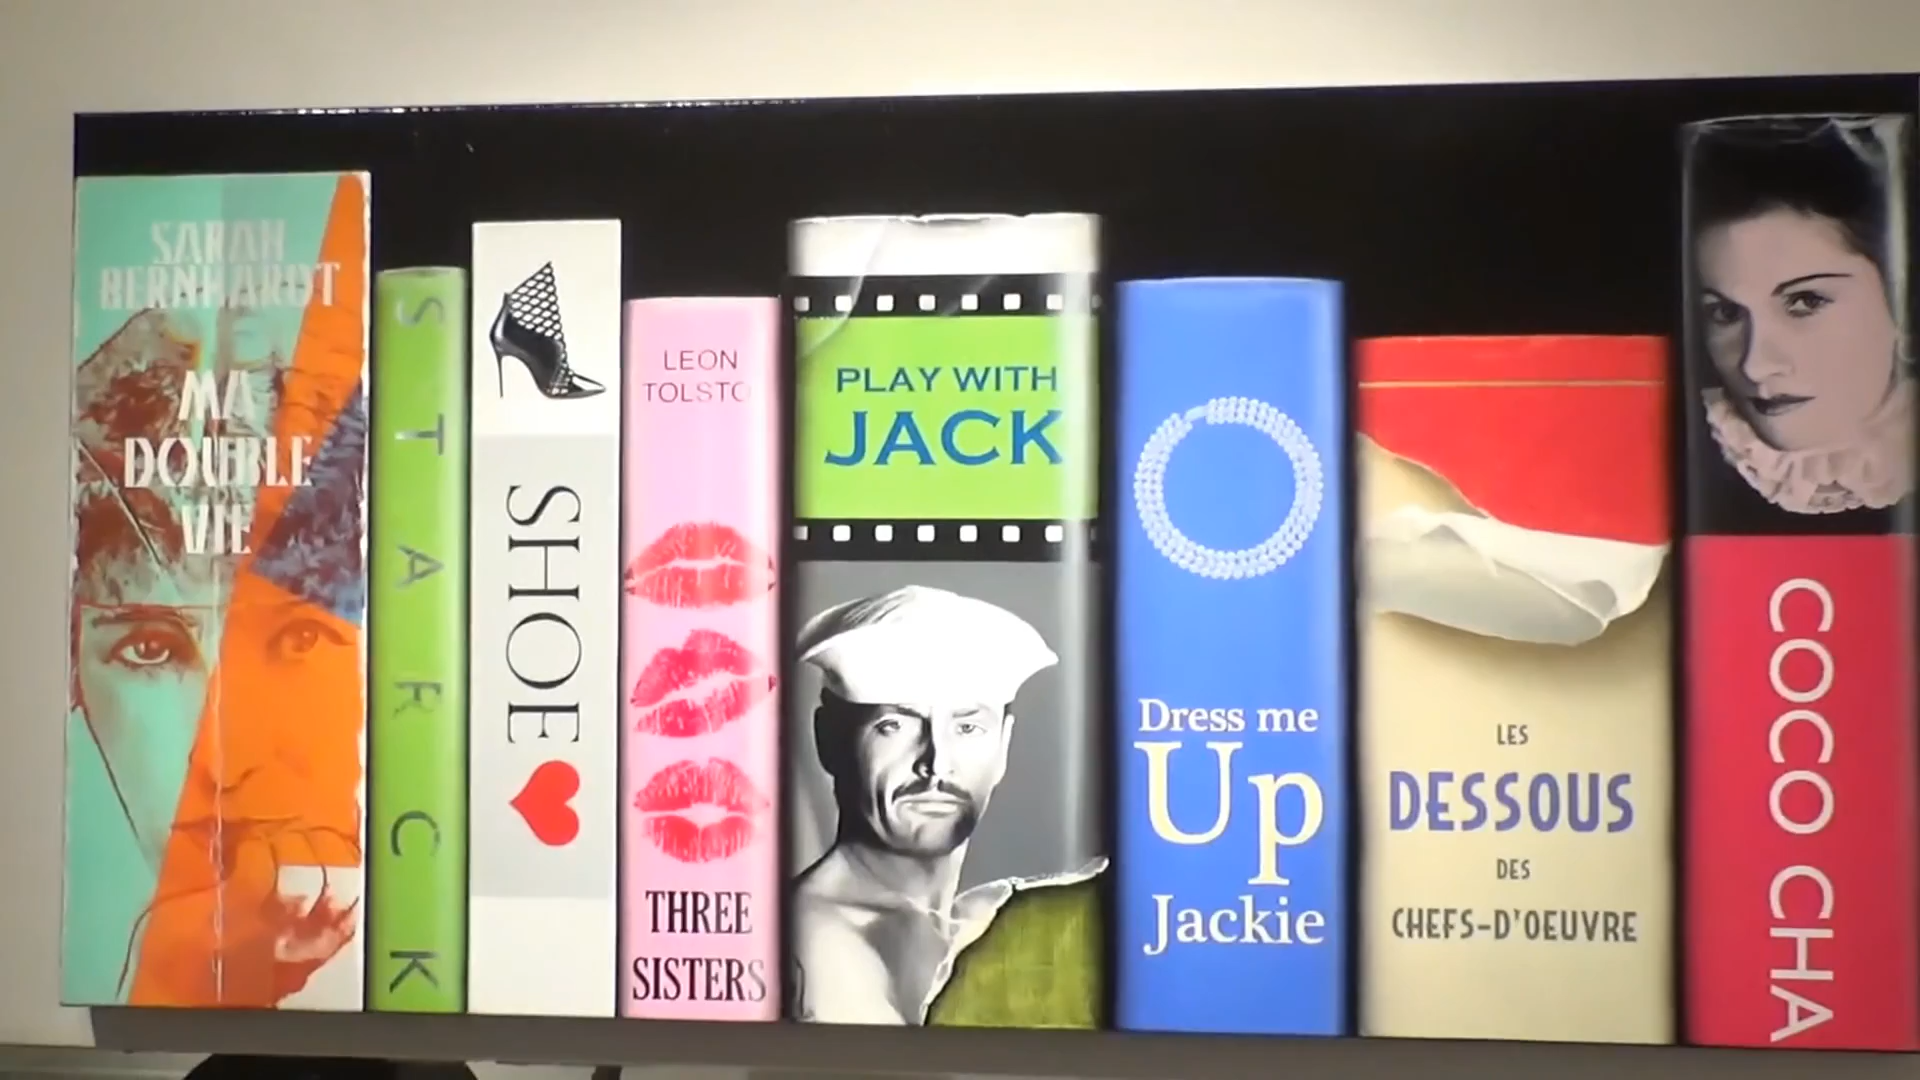 SARAH
BERNHARDT
MA
DOUBLE
VIE
STARCK
SHOE
LEON
TOLSTO
THREE
SISTERS
PLAY WITH
JACK
Dress me
Up
Jackie
LES
DESSOUS
DES
CHEFS-D'OEUVRE
COCO CHA